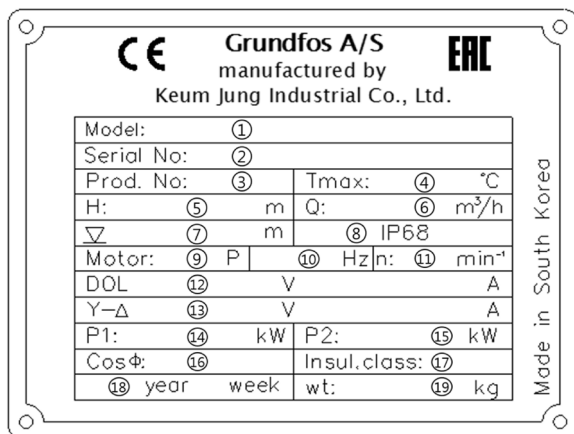 CE
Grundfos A/S
EAC
manufactured by
Keum Jung Industrial Co., Ltd.
Model: ①
Serial No: ②
Prod. No: ③ Tmax: ④ °C
H: ⑤ m Q: ⑥ m³/h
⑦ m ⑧ IP68
Motor: ⑨ P ⑩ Hz n: ⑪ min⁻¹
DOL ⑫ V A
Y-△ ⑬ V A
P1: ⑭ kW P2: ⑮ kW
CosΦ: ⑯ Insul.class: ⑰
⑱ year week wt: ⑲ kg
Made in South Korea